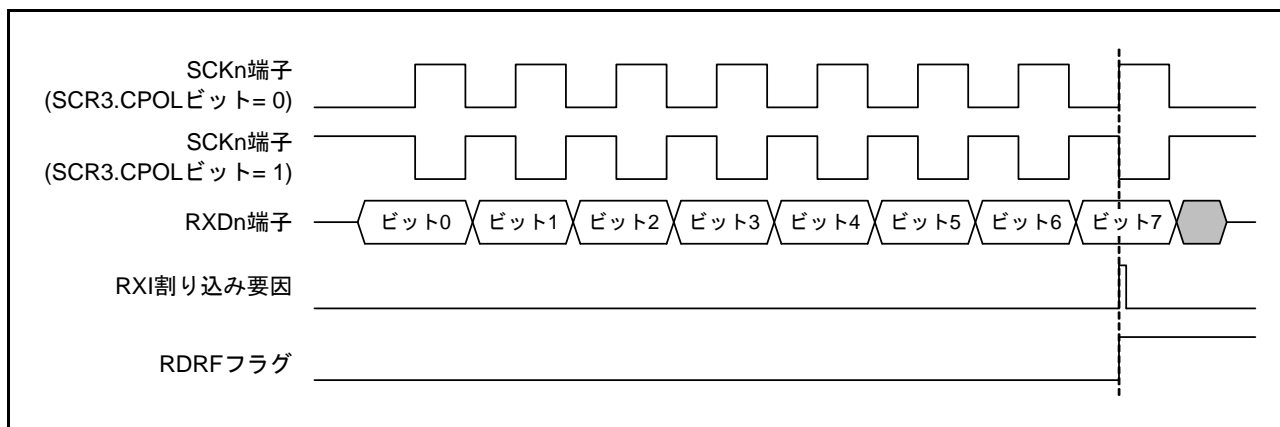 SCKn端子
(SCR3.CPOLビット= 0)
SCKn端子
(SCR3.CPOLビット= 1)
RXDn端子
ビット0 ビット1 ビット2 ビット3 ビット4 ビット5 ビット6 ビット7
RXI割り込み要因
RDRFフラグ